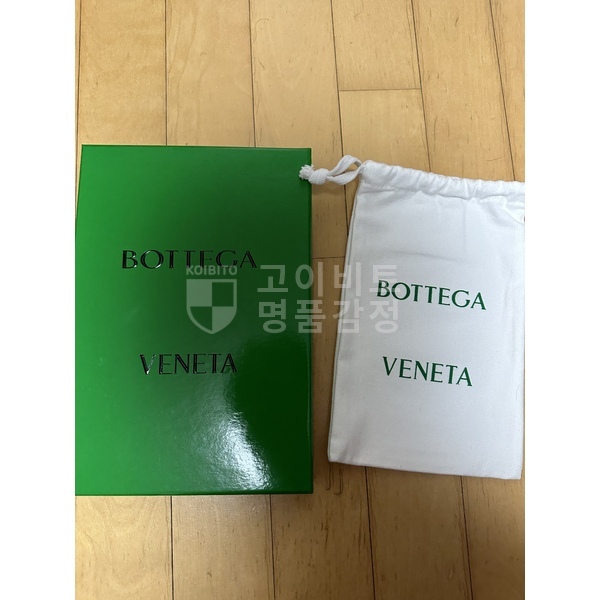 BOTTEGA
VENETA
KOIBITO
고이비토
명품감정
BOTTEGA
VENETA